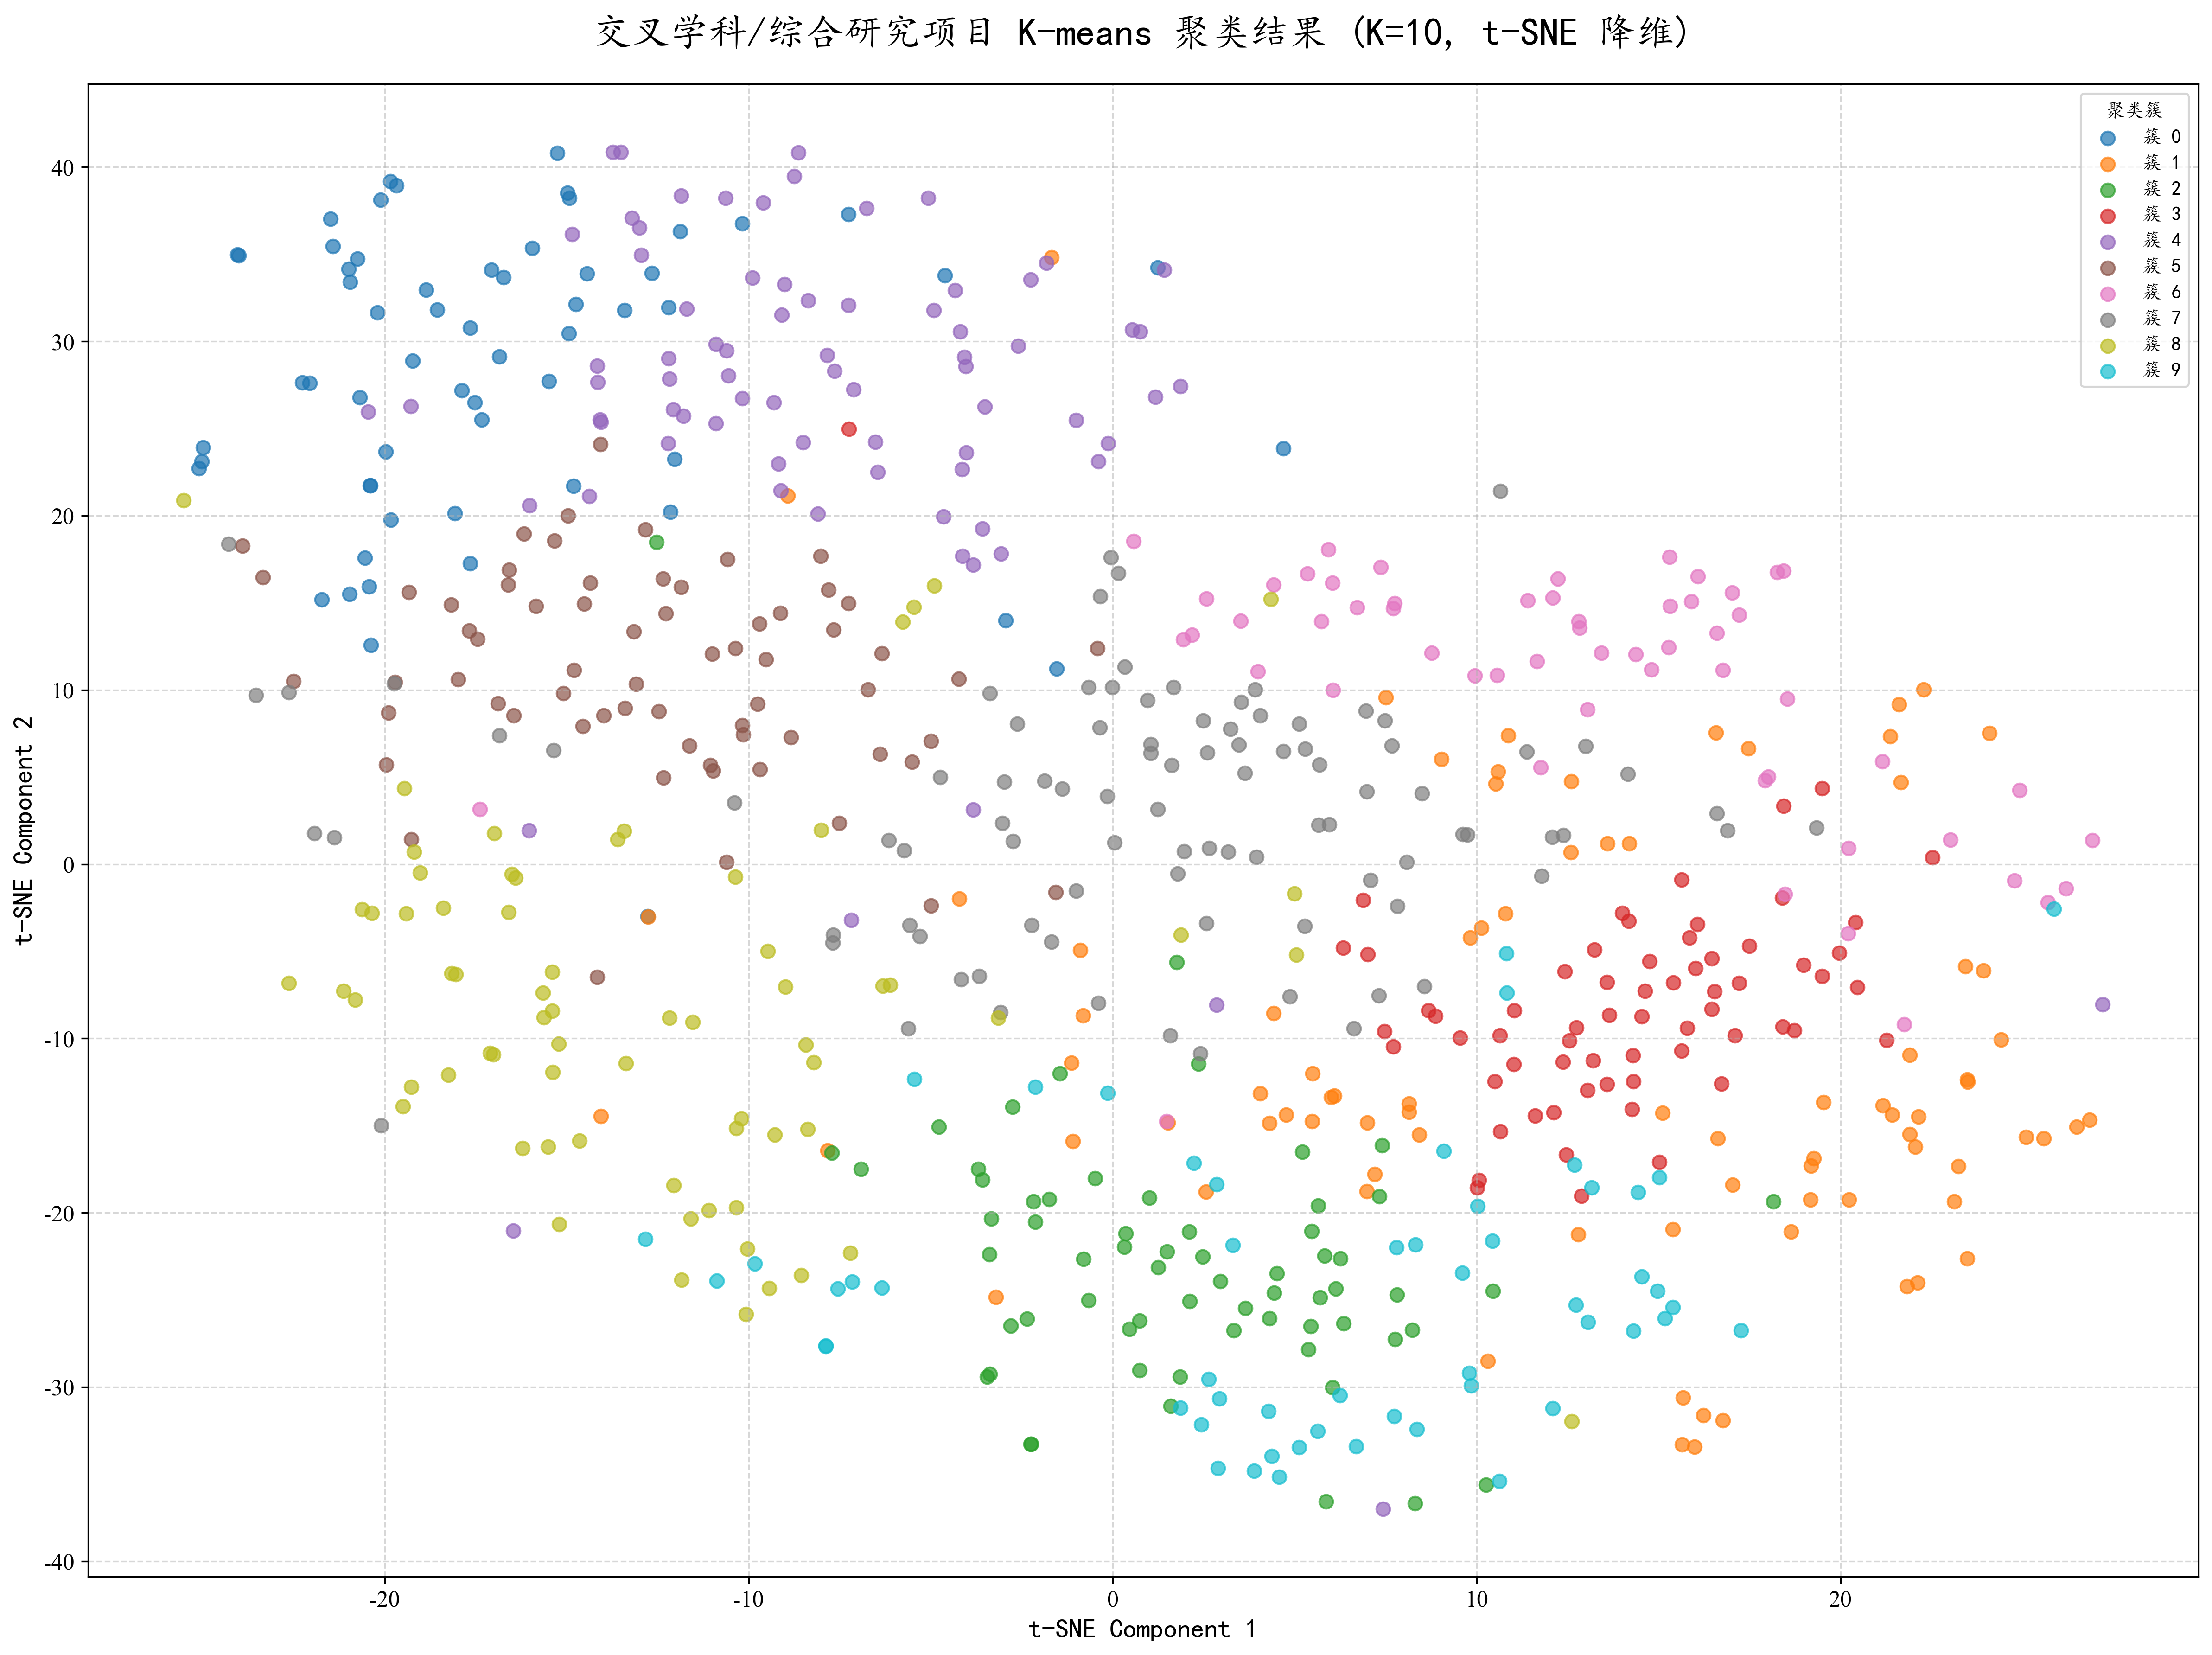 交叉学科/综合研究项目 K-means 聚类结果 (K=10, t-SNE 降维)
聚类簇
簇 0
簇 1
簇 2
簇 3
簇 4
簇 5
簇 6
簇 7
簇 8
簇 9
40
30
20
10
0
-10
-20
-30
-40
t-SNE Component 2
-20 -10 0 10 20
t-SNE Component 1